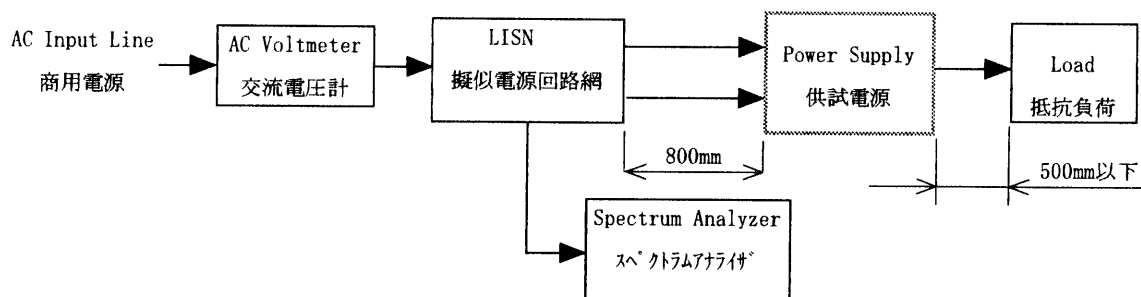 AC Input Line
商用電源
AC Voltmeter
交流電圧計
LISN
擬似電源回路網
Power Supply
供試電源
Load
抵抗負荷
800mm
500mm以下
Spectrum Analyzer
ｽﾍﾟｸﾄﾗﾑｱﾅﾗｲｻﾞ